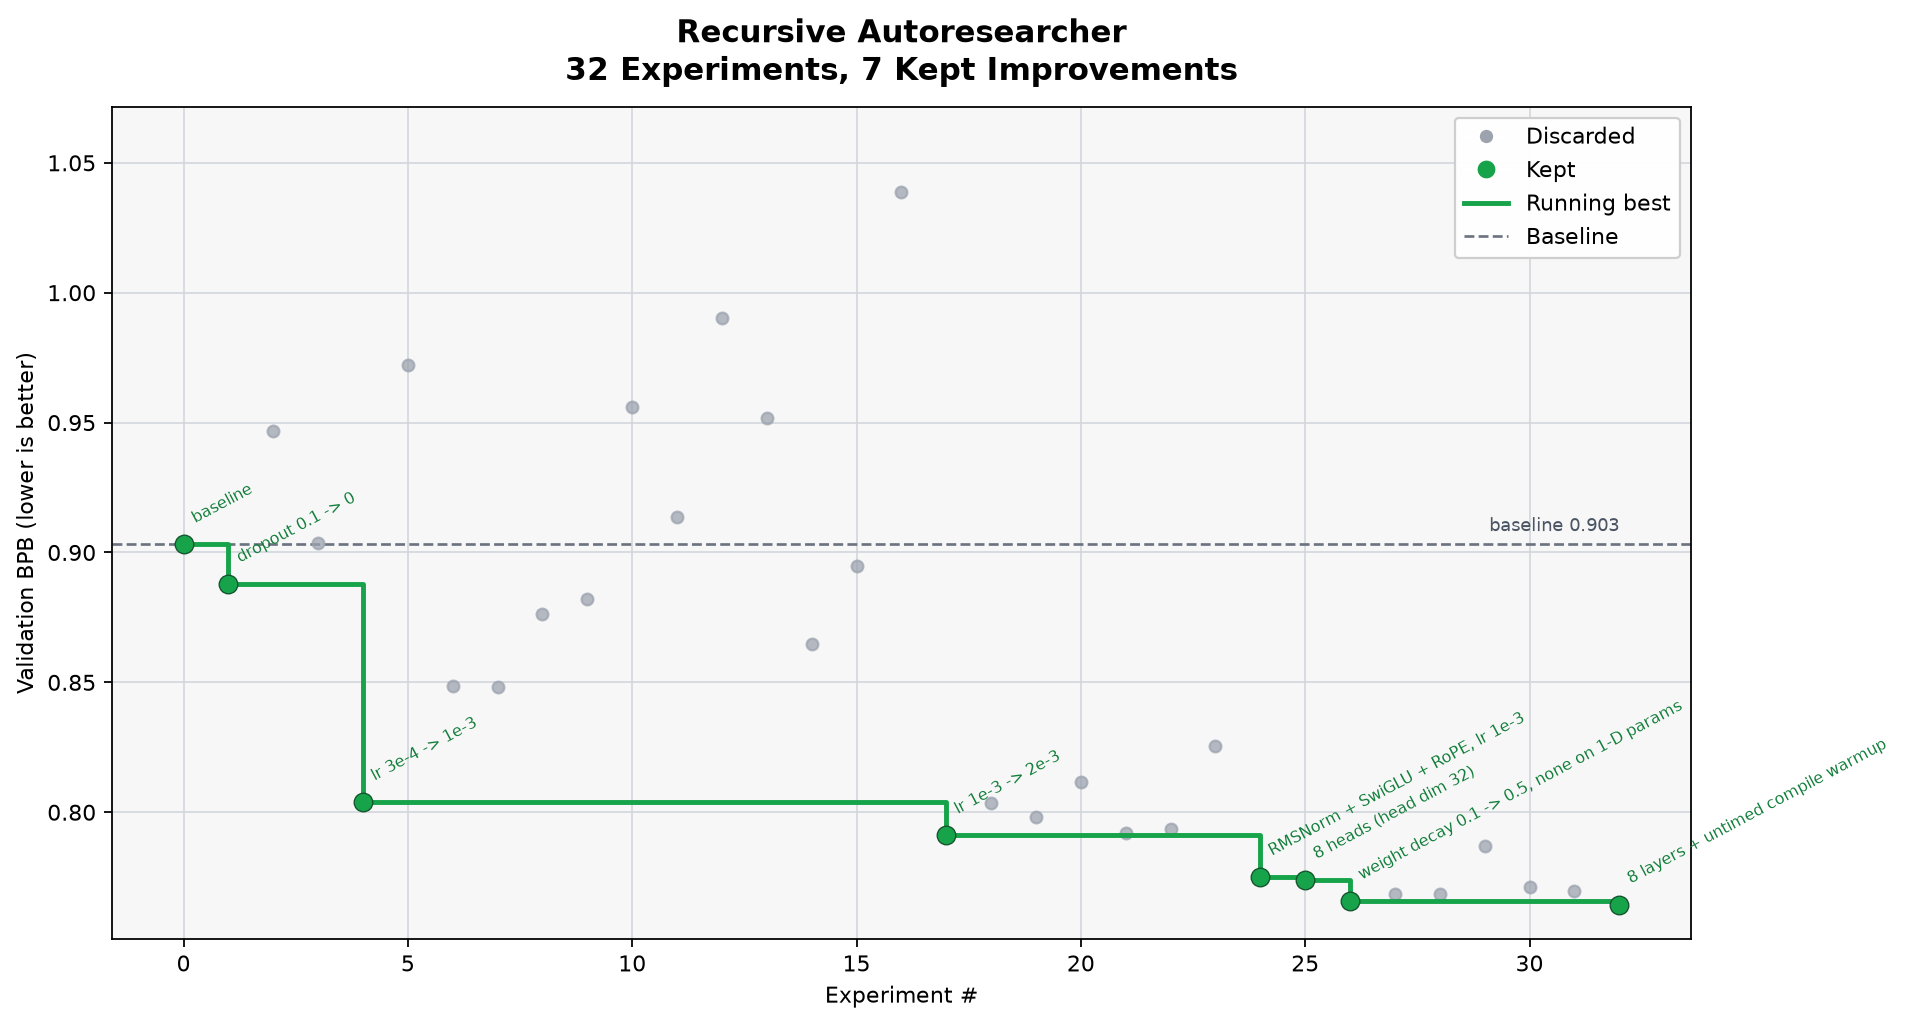 Recursive Autoresearcher
32 Experiments, 7 Kept Improvements
Validation BPB (lower is better)
1.05
1.00
0.95
0.90
0.85
0.80
Discarded
Kept
Running best
Baseline
baseline
dropout 0.1 -> 0
lr 3e-4 -> 1e-3
lr 1e-3 -> 2e-3
RMSNorm + SwiGLU + RoPE, lr 1e-3
8 heads (head dim 32)
weight decay 0.1 -> 0.5, none on 1-D params
8 layers + untimed compile warmup
baseline 0.903
0
5
10
15
20
25
30
Experiment #